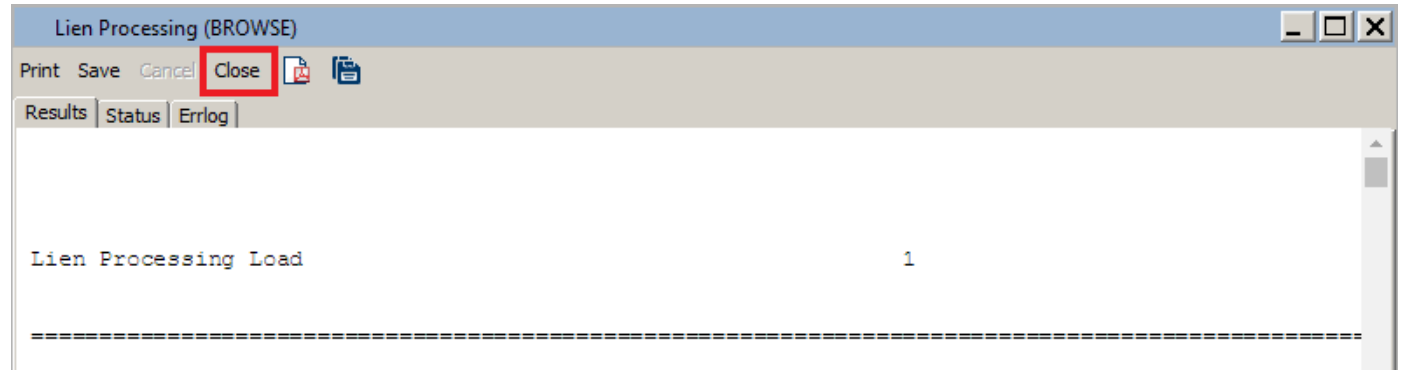 Lien Processing (BROWSE)
Print Save Cancel Close
Results Status Errlog
Lien Processing Load 1
==================================================================================================